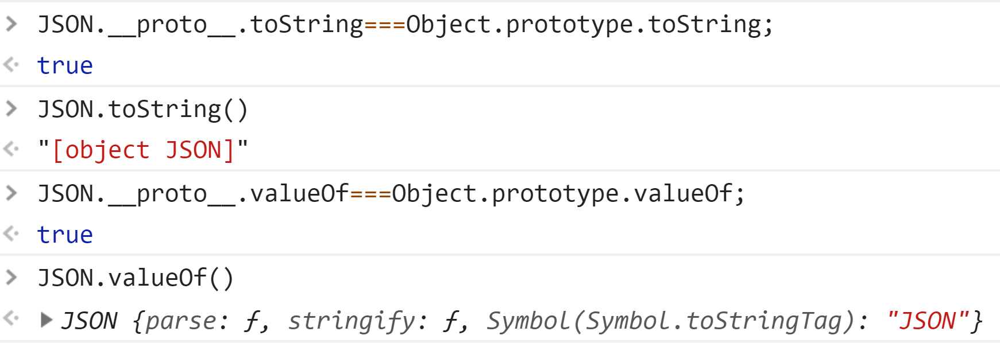 > JSON.__proto__.toString===Object.prototype.toString;
true
> JSON.toString()
"[object JSON]"
> JSON.__proto__.valueOf===Object.prototype.valueOf;
true
> JSON.valueOf()
▶ JSON {parse: ƒ, stringify: ƒ, Symbol(Symbol.toStringTag): "JSON"}